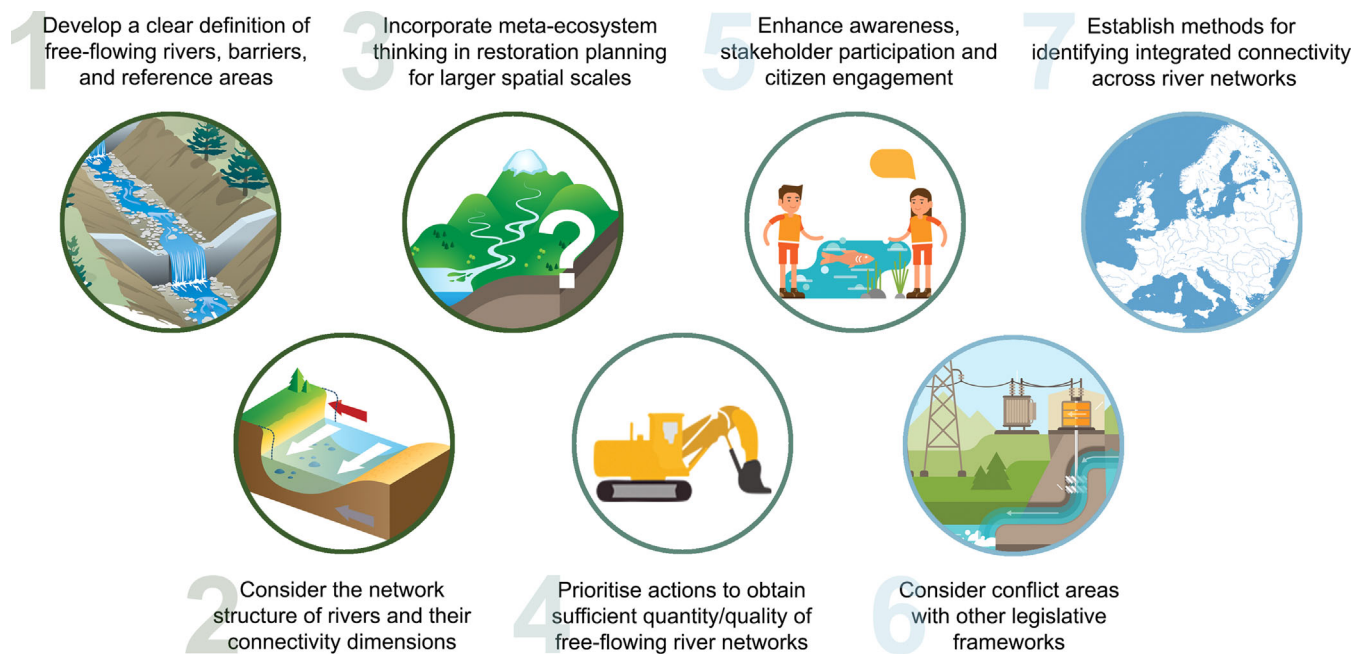 1
Develop a clear definition of
free-flowing rivers, barriers,
and reference areas
3
Incorporate meta-ecosystem
thinking in restoration planning
for larger spatial scales
5
Enhance awareness,
stakeholder participation and
citizen engagement
7
Establish methods for
identifying integrated connectivity
across river networks
?
2
Consider the network
structure of rivers and their
connectivity dimensions
4
Prioritise actions to obtain
sufficient quantity/quality of
free-flowing river networks
6
Consider conflict areas
with other legislative
frameworks